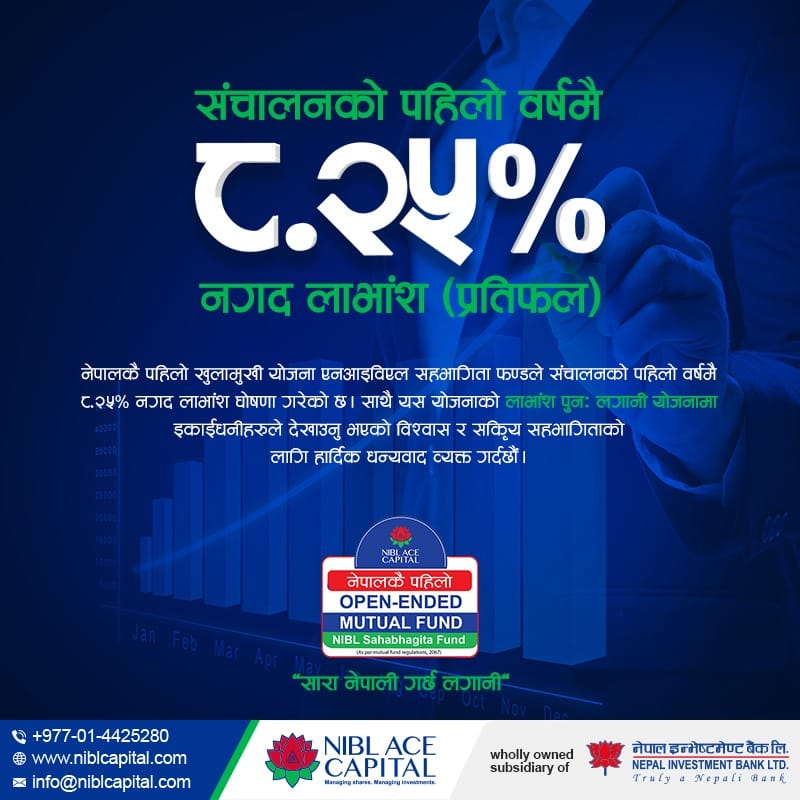 संचालनको पहिलो वर्षमै
८.२५%
नगद लाभांश (प्रतिफल)
नेपालकै पहिलो खुलामुखी योजना एनआइविएल सहभागिता फण्डले संचालनको पहिलो वर्षमै
८.२५% नगद लाभांश घोषणा गरेको छ। साथै यस योजनाको लाभांश पुन: लगानी योजनामा
इकाईधनीहरुले देखाउनु भएको विश्वास र सक्रिय सहभागिताको
लागि हार्दिक धन्यवाद व्यक्त गर्दछौं।
NIBL ACE
CAPITAL
नेपालकै पहिलो
OPEN-ENDED
MUTUAL FUND
NIBL Sahabhagita Fund
(As per mutual fund regulations, 2067)
"सारा नेपाली गर्छ लगानी"
Jan Feb Mar Apr May Sep Oct Nov Dec
+977-01-4425280
www.niblcapital.com
info@niblcapital.com
NIBL ACE
CAPITAL
Managing shares. Managing investments.
wholly owned
subsidiary of
नेपाल इन्भेष्टमेण्ट बैंक लि.
NEPAL INVESTMENT BANK LTD.
Truly a Nepali Bank